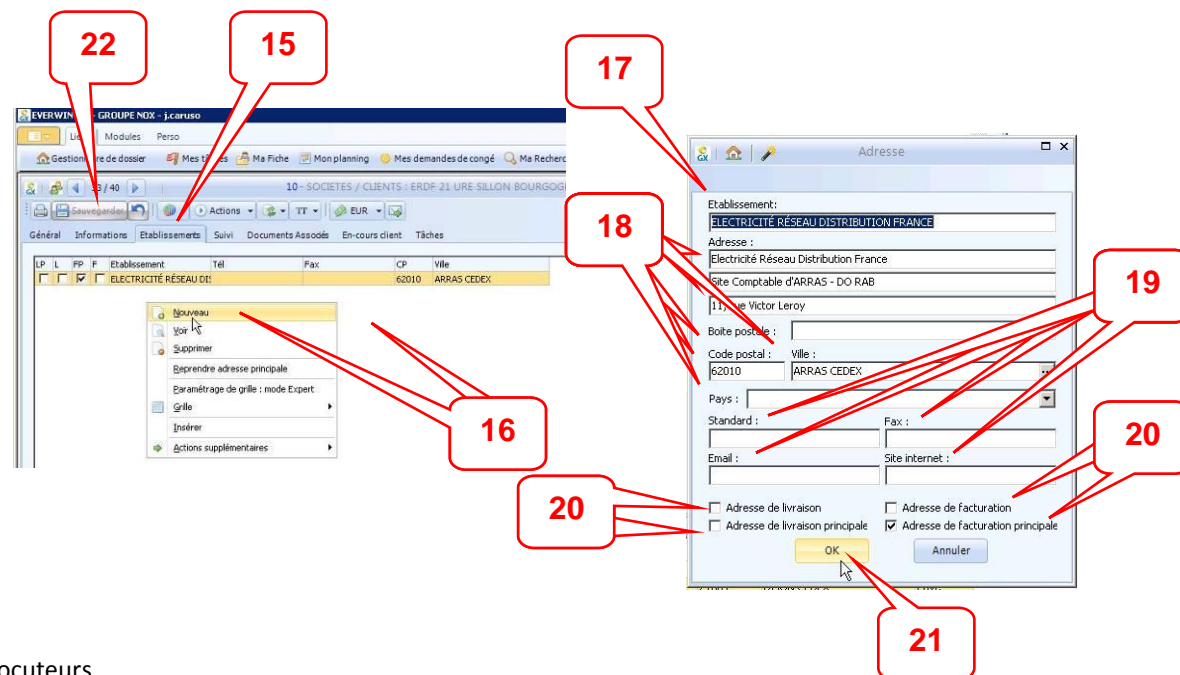 22
15
17
EVERWIN GROUPE NOX - j.caruso
Modules Perso
Mes Ma Fiche Mon planning Mes demandes de congé Ma Recherc
/ 40 10 - SOCIETES / CLIENTS : ERDF 21 URE SILLON BOURGOG
Sauvegarder Actions TT EUR
Général Informations Etablissements Suivi Documents Associés En-cours client Tâches
LP L FP F Etablissement Tél Fax CP Ville
ELECTRICITÉ RÉSEAU DIS 62010 ARRAS CEDEX
Nouveau
Voir
Supprimer
Reprendre adresse principale
Paramétrage de grille : mode Expert
Grille
Insérer
Actions supplémentaires
16
GX Adresse
Etablissement:
ELECTRICITÉ RÉSEAU DISTRIBUTION FRANCE
Adresse :
Electricité Réseau Distribution France
Site Comptable d'ARRAS - DO RAB
Victor Leroy
Boite postale :
Code postal : Ville :
62010 ARRAS CEDEX ...
Pays :
Standard : Fax :
Email : Site internet :
Adresse de livraison Adresse de facturation
Adresse de livraison principale Adresse de facturation principale
OK Annuler
18
19
20
20
21
ocuteurs